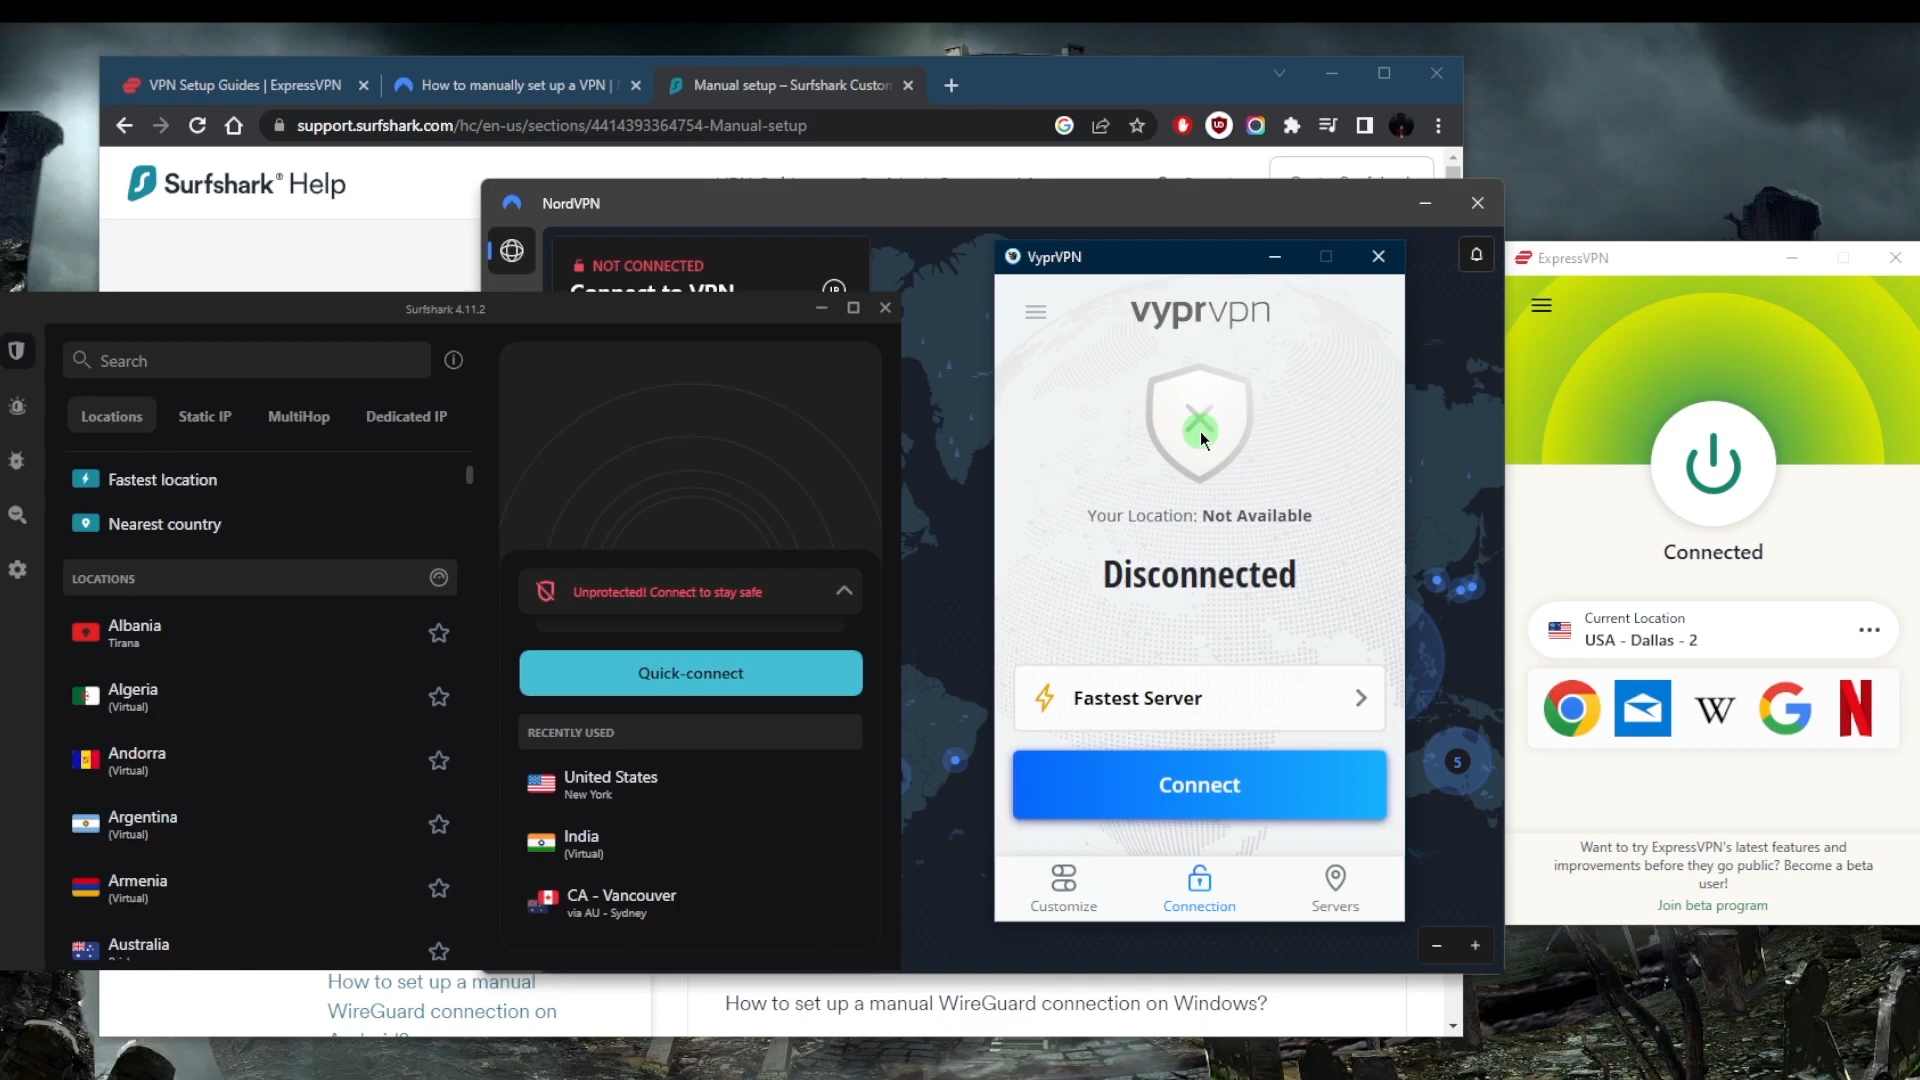 VPN Setup Guides | ExpressVPN
How to manually set up a VPN |
Manual setup – Surfshark Custom
support.surfshark.com/hc/en-us/sections/4414393364754-Manual-setup
Surfshark® Help
NordVPN
NOT CONNECTED
Connect to VPN
Surfshark 4.11.2
Search
Locations
Static IP
MultiHop
Dedicated IP
Fastest location
Nearest country
LOCATIONS
Albania
Tirana
Algeria
(Virtual)
Andorra
(Virtual)
Argentina
(Virtual)
Armenia
(Virtual)
Australia
Unprotected! Connect to stay safe
Quick-connect
RECENTLY USED
United States
New York
India
(Virtual)
CA - Vancouver
via AU - Sydney
VyprVPN
vyprvpn
Your Location: Not Available
Disconnected
Fastest Server
Connect
Customize
Connection
Servers
5
ExpressVPN
Connected
Current Location
USA - Dallas - 2
Want to try ExpressVPN's latest features and
improvements before they go public? Become a beta
user!
Join beta program
How to set up a manual
WireGuard connection on
How to set up a manual WireGuard connection on Windows?